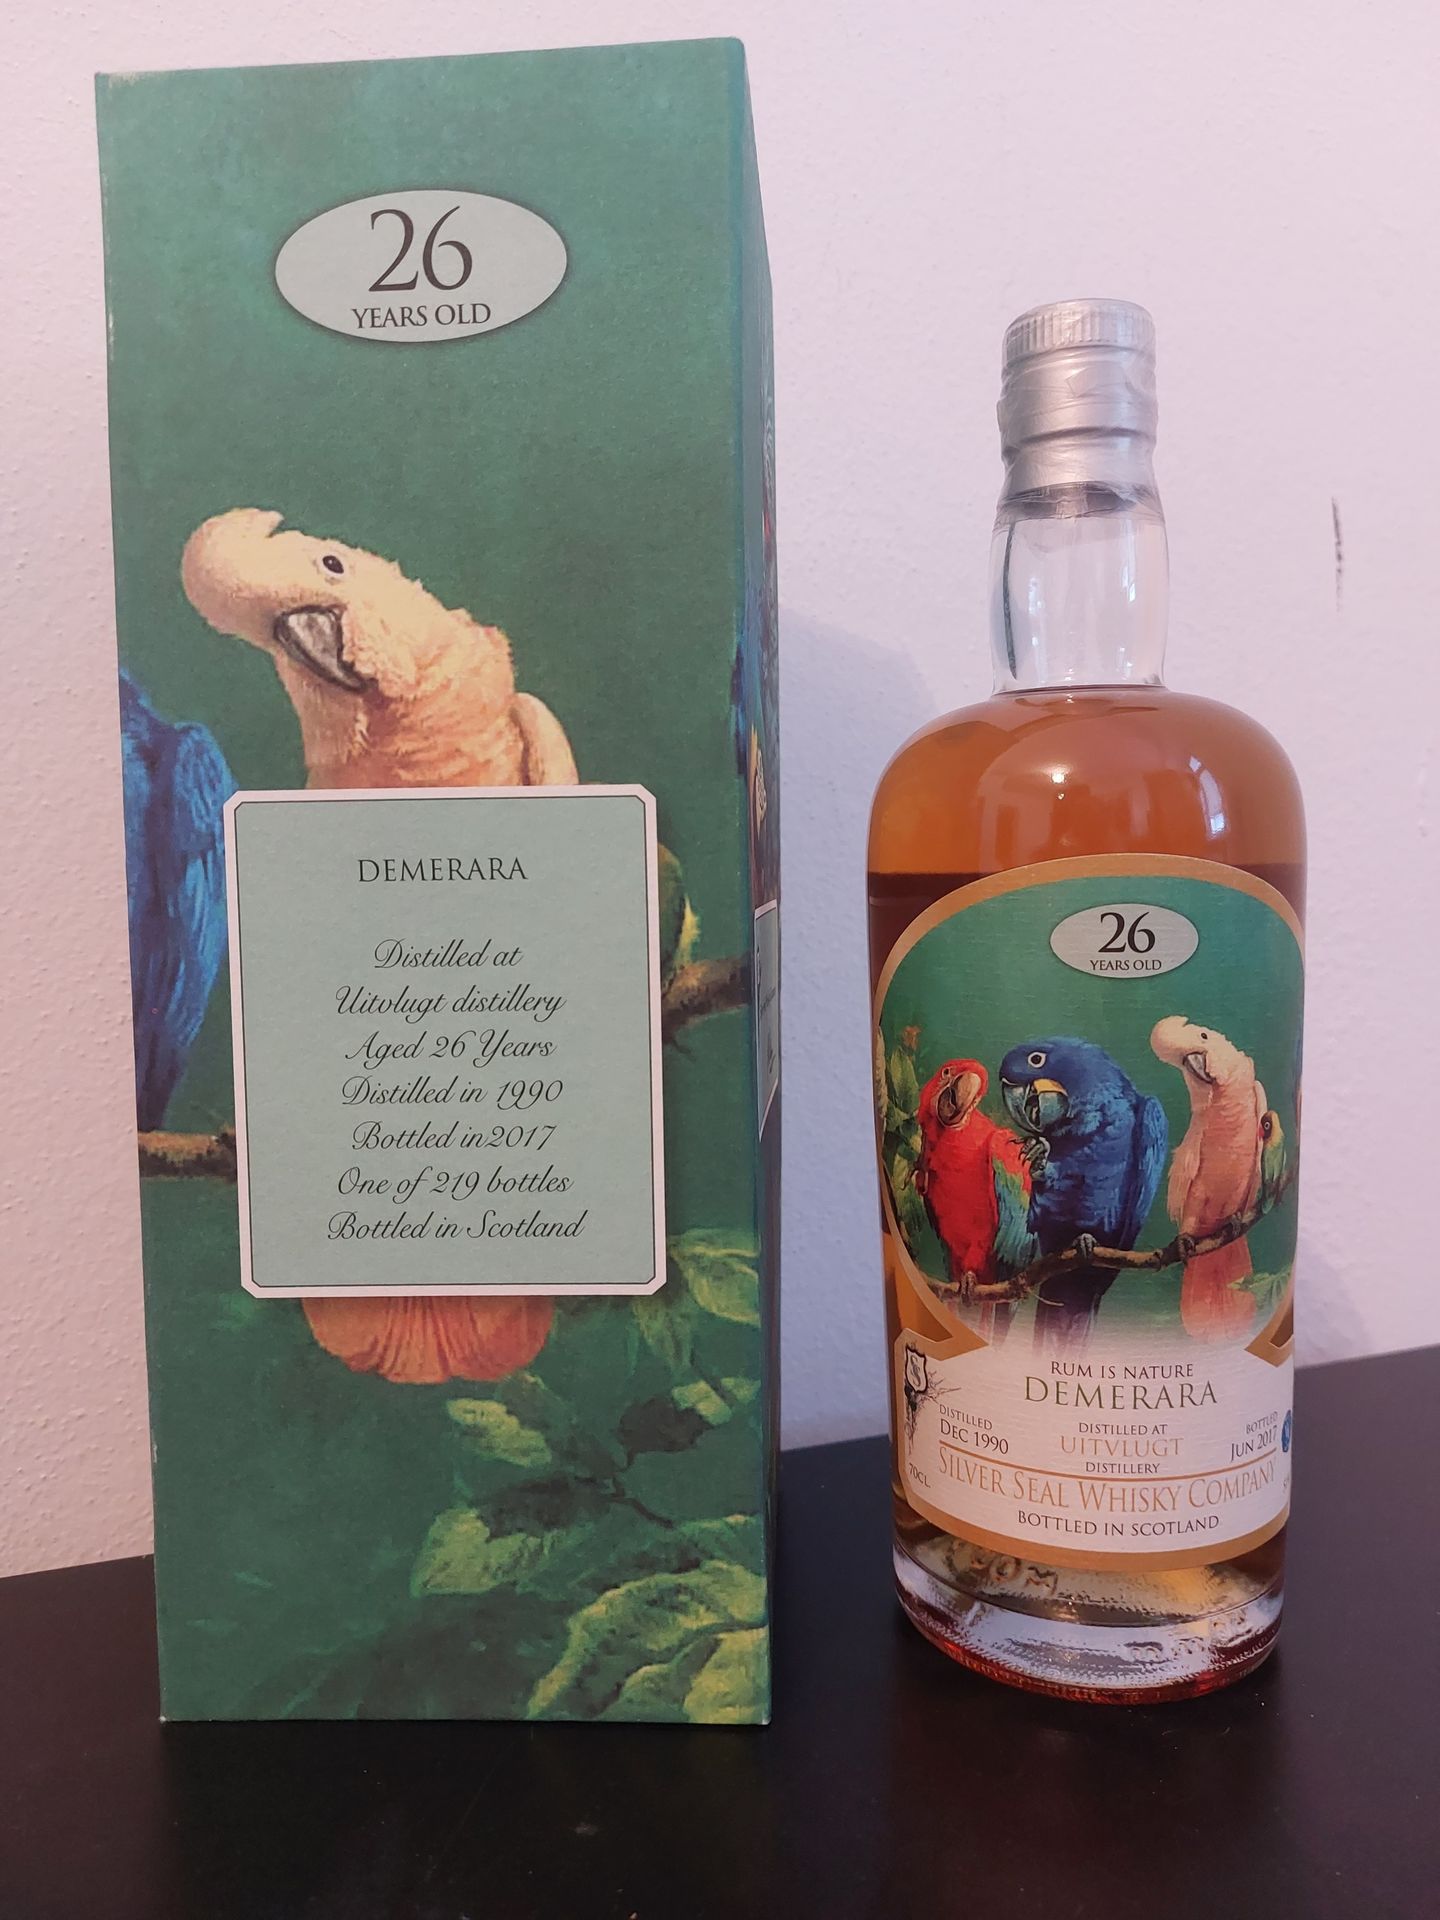 26
YEARS OLD
DEMERARA
Distilled at
Uitvlugt distillery
Aged 26 Years
Distilled in 1990
Bottled in2017
One of 219 bottles
Bottled in Scotland
26
YEARS OLD
RUM IS NATURE
DEMERARA
DISTILLED
DEC 1990
DISTILLED AT
UITVLUGT
DISTILLERY
BOTTLED
JUN 2017
70CL.
SILVER SEAL WHISKY COMPANY
BOTTLED IN SCOTLAND